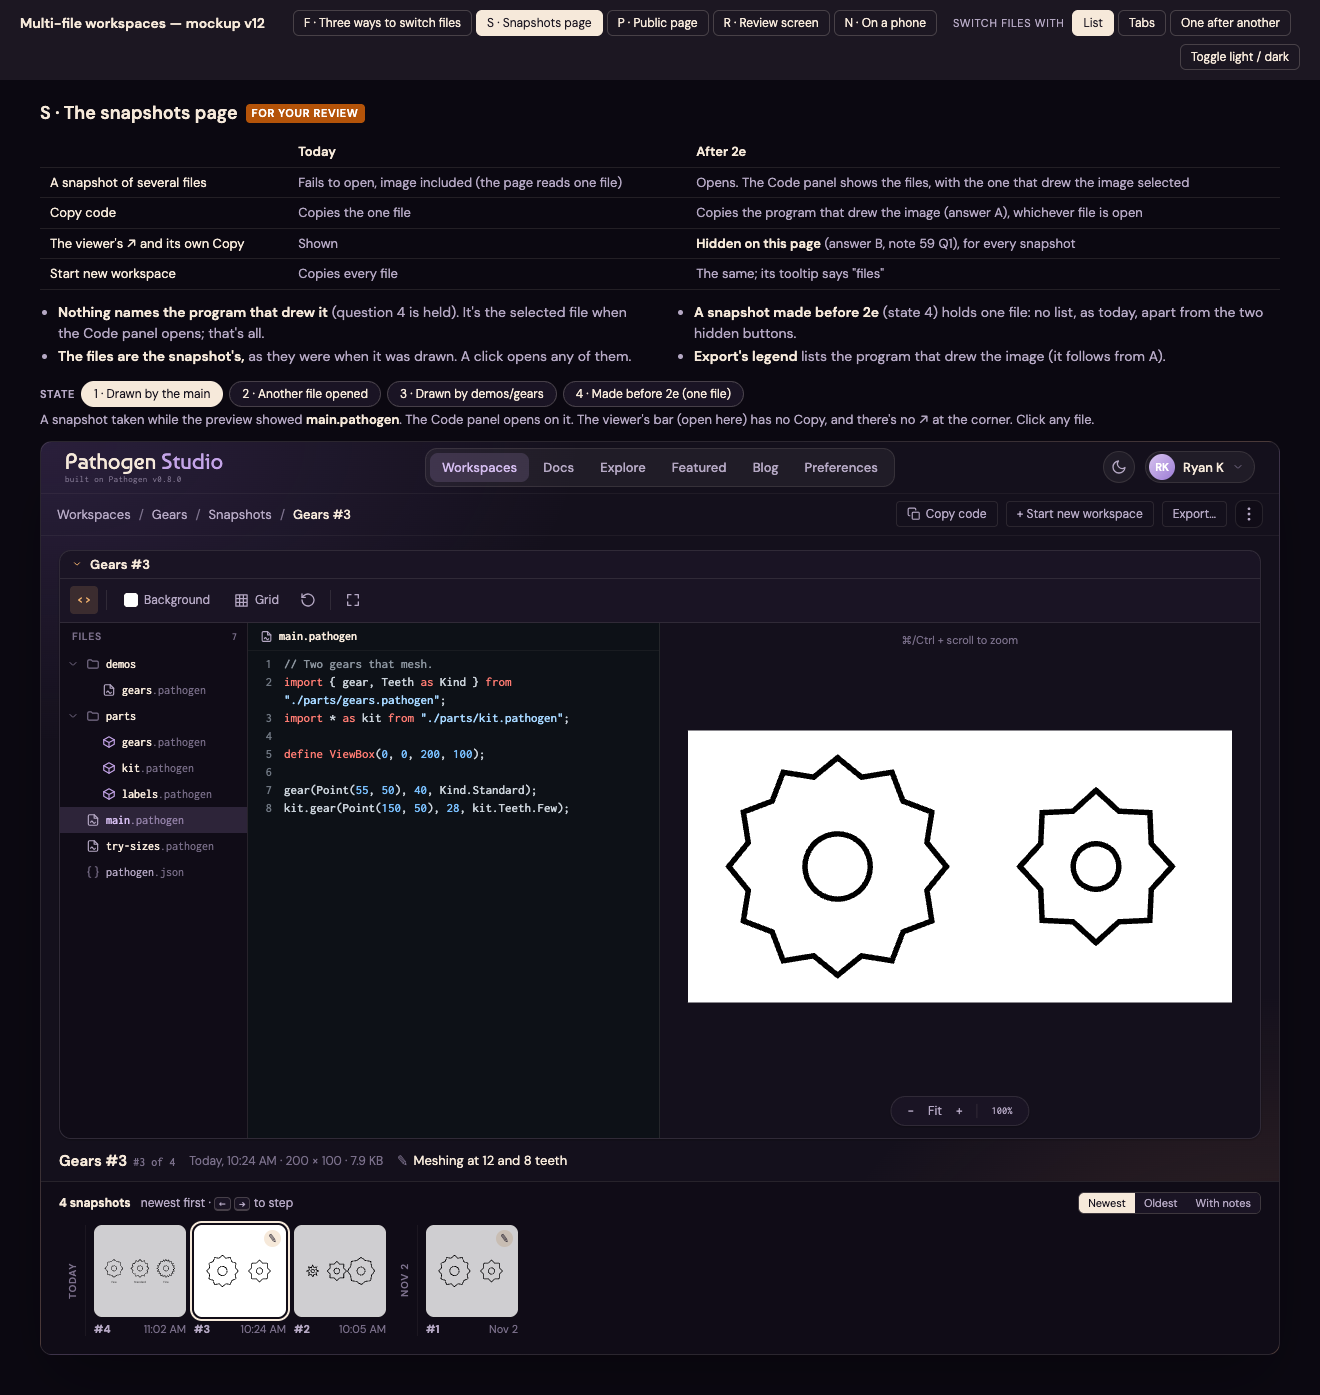 Multi-file workspaces — mockup v12
F · Three ways to switch files
S · Snapshots page
P · Public page
R · Review screen
N · On a phone
SWITCH FILES WITH
List
Tabs
One after another
Toggle light / dark
S · The snapshots page
FOR YOUR REVIEW
Today
After 2e
A snapshot of several files
Fails to open, image included (the page reads one file)
Opens. The Code panel shows the files, with the one that drew the image selected
Copy code
Copies the one file
Copies the program that drew the image (answer A), whichever file is open
The viewer's ↗ and its own Copy
Shown
Hidden on this page (answer B, note 59 Q1), for every snapshot
Start new workspace
Copies every file
The same; its tooltip says "files"
• Nothing names the program that drew it (question 4 is held). It's the selected file when
the Code panel opens; that's all.
• The files are the snapshot's, as they were when it was drawn. A click opens any of them.
• A snapshot made before 2e (state 4) holds one file: no list, as today, apart from the two
hidden buttons.
• Export's legend lists the program that drew the image (it follows from A).
STATE
1 · Drawn by the main
2 · Another file opened
3 · Drawn by demos/gears
4 · Made before 2e (one file)
A snapshot taken while the preview showed main.pathogen. The Code panel opens on it. The viewer's bar (open here) has no Copy, and there's no ↗ at the corner. Click any file.
Pathogen Studio
built on Pathogen v0.8.0
Workspaces
Docs
Explore
Featured
Blog
Preferences
RK
Ryan K
Workspaces / Gears / Snapshots / Gears #3
Copy code
+ Start new workspace
Export…
Gears #3
<>
Background
Grid
FILES
7
demos
gears.pathogen
parts
gears.pathogen
kit.pathogen
labels.pathogen
main.pathogen
try-sizes.pathogen
{} pathogen.json
main.pathogen
1 // Two gears that mesh.
2 import { gear, Teeth as Kind } from
"./parts/gears.pathogen";
3 import * as kit from "./parts/kit.pathogen";
4
5 define ViewBox(0, 0, 200, 100);
6
7 gear(Point(55, 50), 40, Kind.Standard);
8 kit.gear(Point(150, 50), 28, kit.Teeth.Few);
⌘/Ctrl + scroll to zoom
− Fit + 100%
Gears #3
#3 of 4
Today, 10:24 AM · 200 × 100 · 7.9 KB
✎ Meshing at 12 and 8 teeth
4 snapshots
newest first · ← → to step
Newest
Oldest
With notes
TODAY
#4 11:02 AM
#3 10:24 AM
#2 10:05 AM
NOV 2
#1 Nov 2